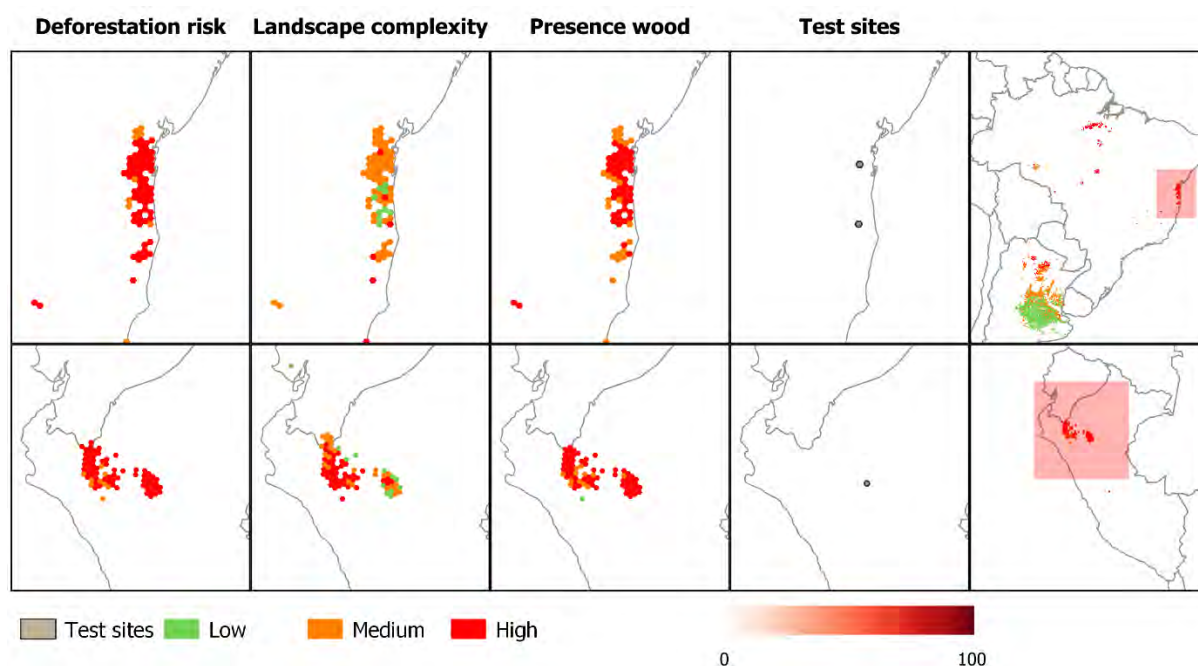 Deforestation risk Landscape complexity Presence wood Test sites
Test sites Low Medium High
0 100